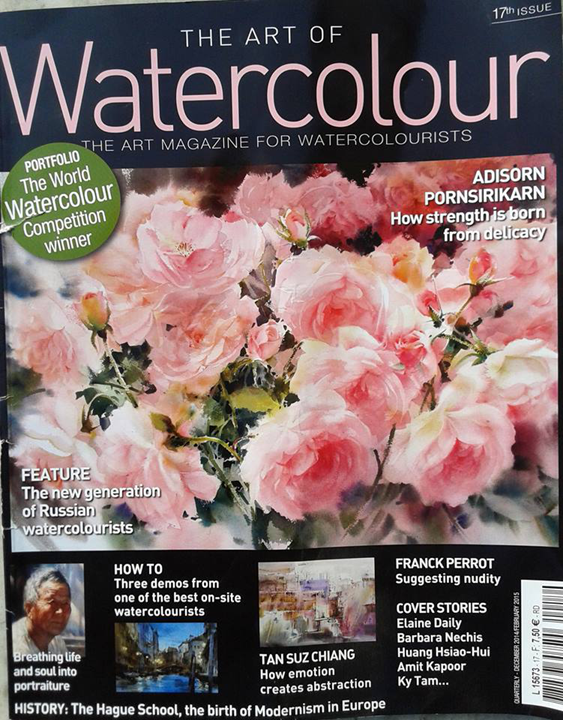 17th ISSUE
THE ART OF
Watercolour
THE ART MAGAZINE FOR WATERCOLOURISTS
PORTFOLIO
The World
Watercolour
Competition
winner
ADISORN
PORNSIRIKARN
How strength is born
from delicacy
FEATURE
The new generation
of Russian
watercolourists
Breathing life
and soul into
portraiture
HOW TO
Three demos from
one of the best on-site
watercolourists
TAN SUZ CHIANG
How emotion
creates abstraction
FRANCK PERROT
Suggesting nudity
COVER STORIES
Elaine Daily
Barbara Nechis
Huang Hsiao-Hui
Amit Kapoor
Ky Tam...
QUARTERLY - DECEMBER 2014/FEBRUARY 2015
L 15673 - 17 - F: 7,50 € - RD
HISTORY: The Hague School, the birth of Modernism in Europe